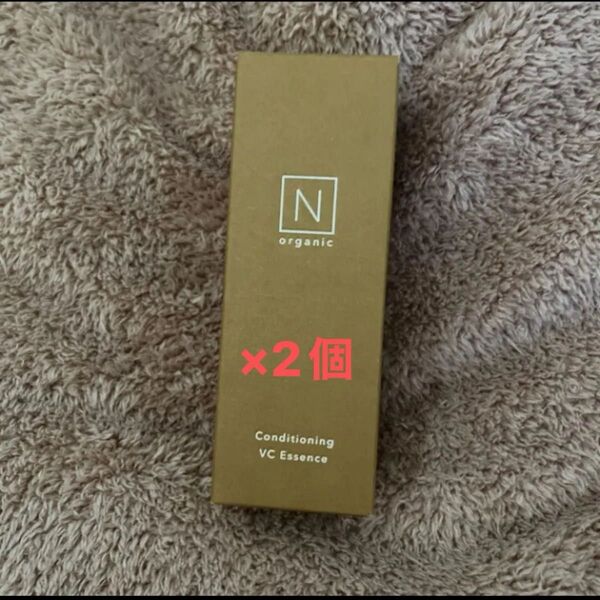 N
organic
×2個
Conditioning
VC Essence